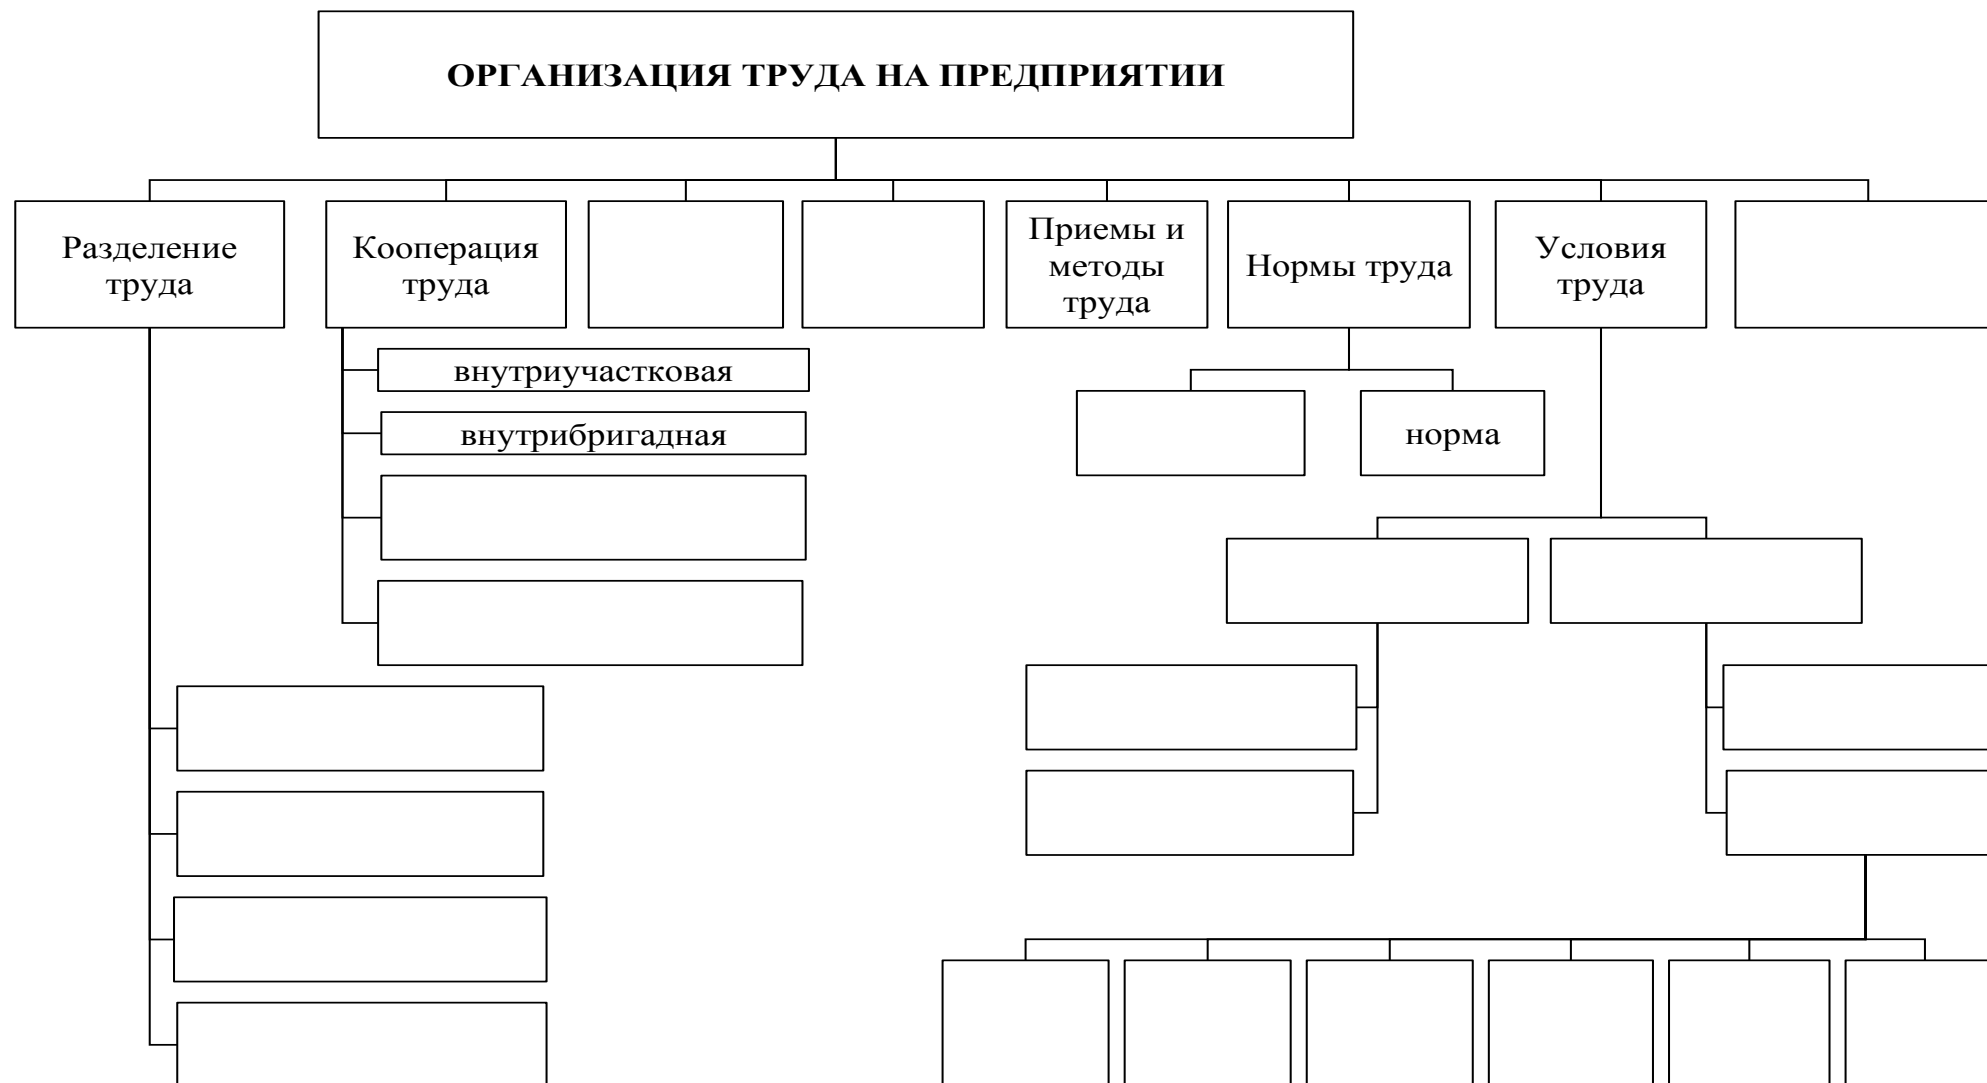 ОРГАНИЗАЦИЯ ТРУДА НА ПРЕДПРИЯТИИ
Разделение
труда
Кооперация
труда
Приемы и
методы
труда
Нормы труда
Условия
труда
внутриучастковая
внутрибригадная
норма